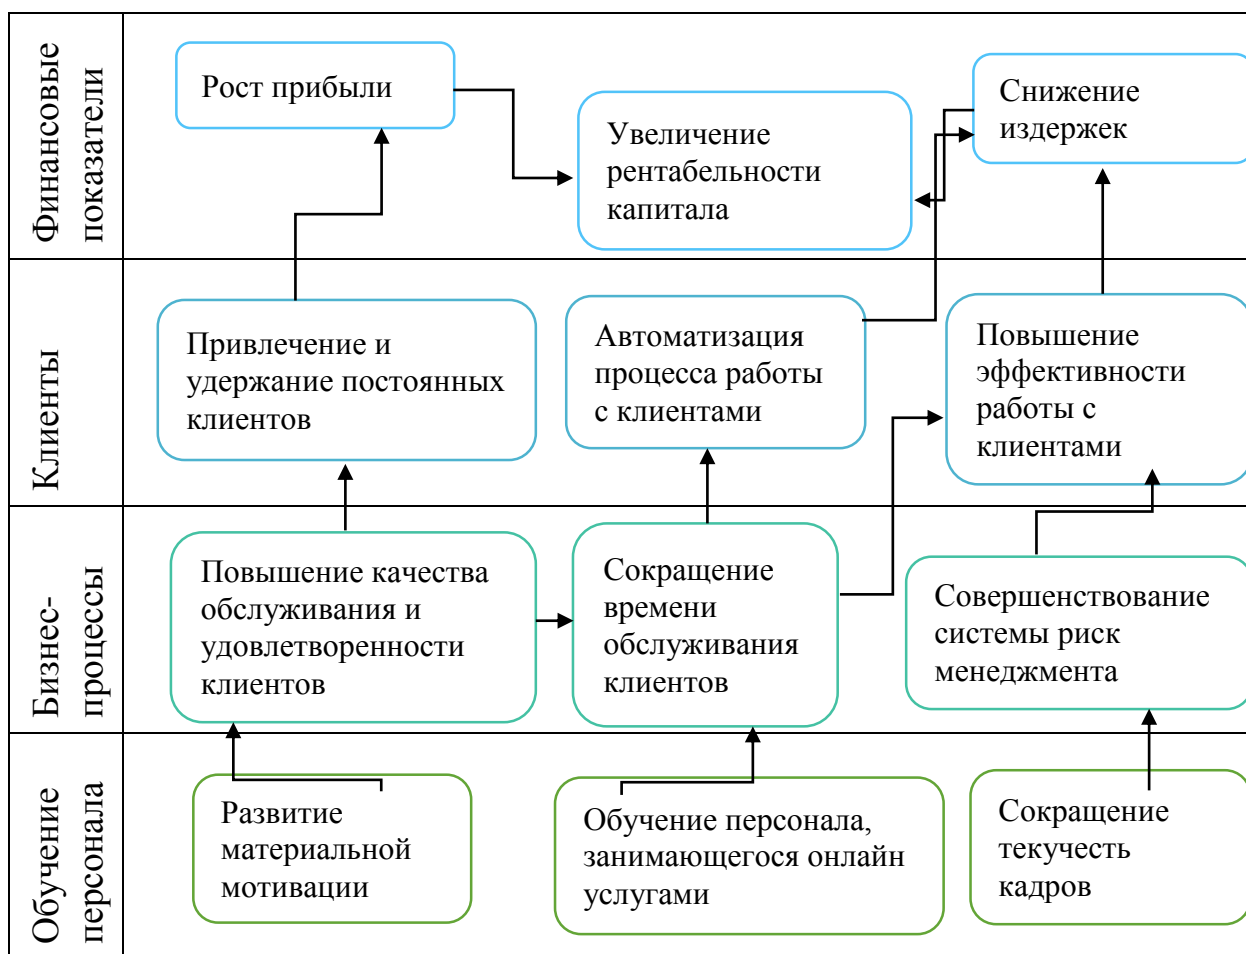 Финансовые
показатели
Рост прибыли
Увеличение
рентабельности
капитала
Снижение
издержек
Клиенты
Привлечение и
удержание постоянных
клиентов
Автоматизация
процесса работы
с клиентами
Повышение
эффективности
работы с
клиентами
Бизнес-
процессы
Повышение качества
обслуживания и
удовлетворенности
клиентов
Сокращение
времени
обслуживания
клиентов
Совершенствование
системы риск
менеджмента
Обучение
персонала
Развитие
материальной
мотивации
Обучение персонала,
занимающегося онлайн
услугами
Сокращение
текучесть
кадров